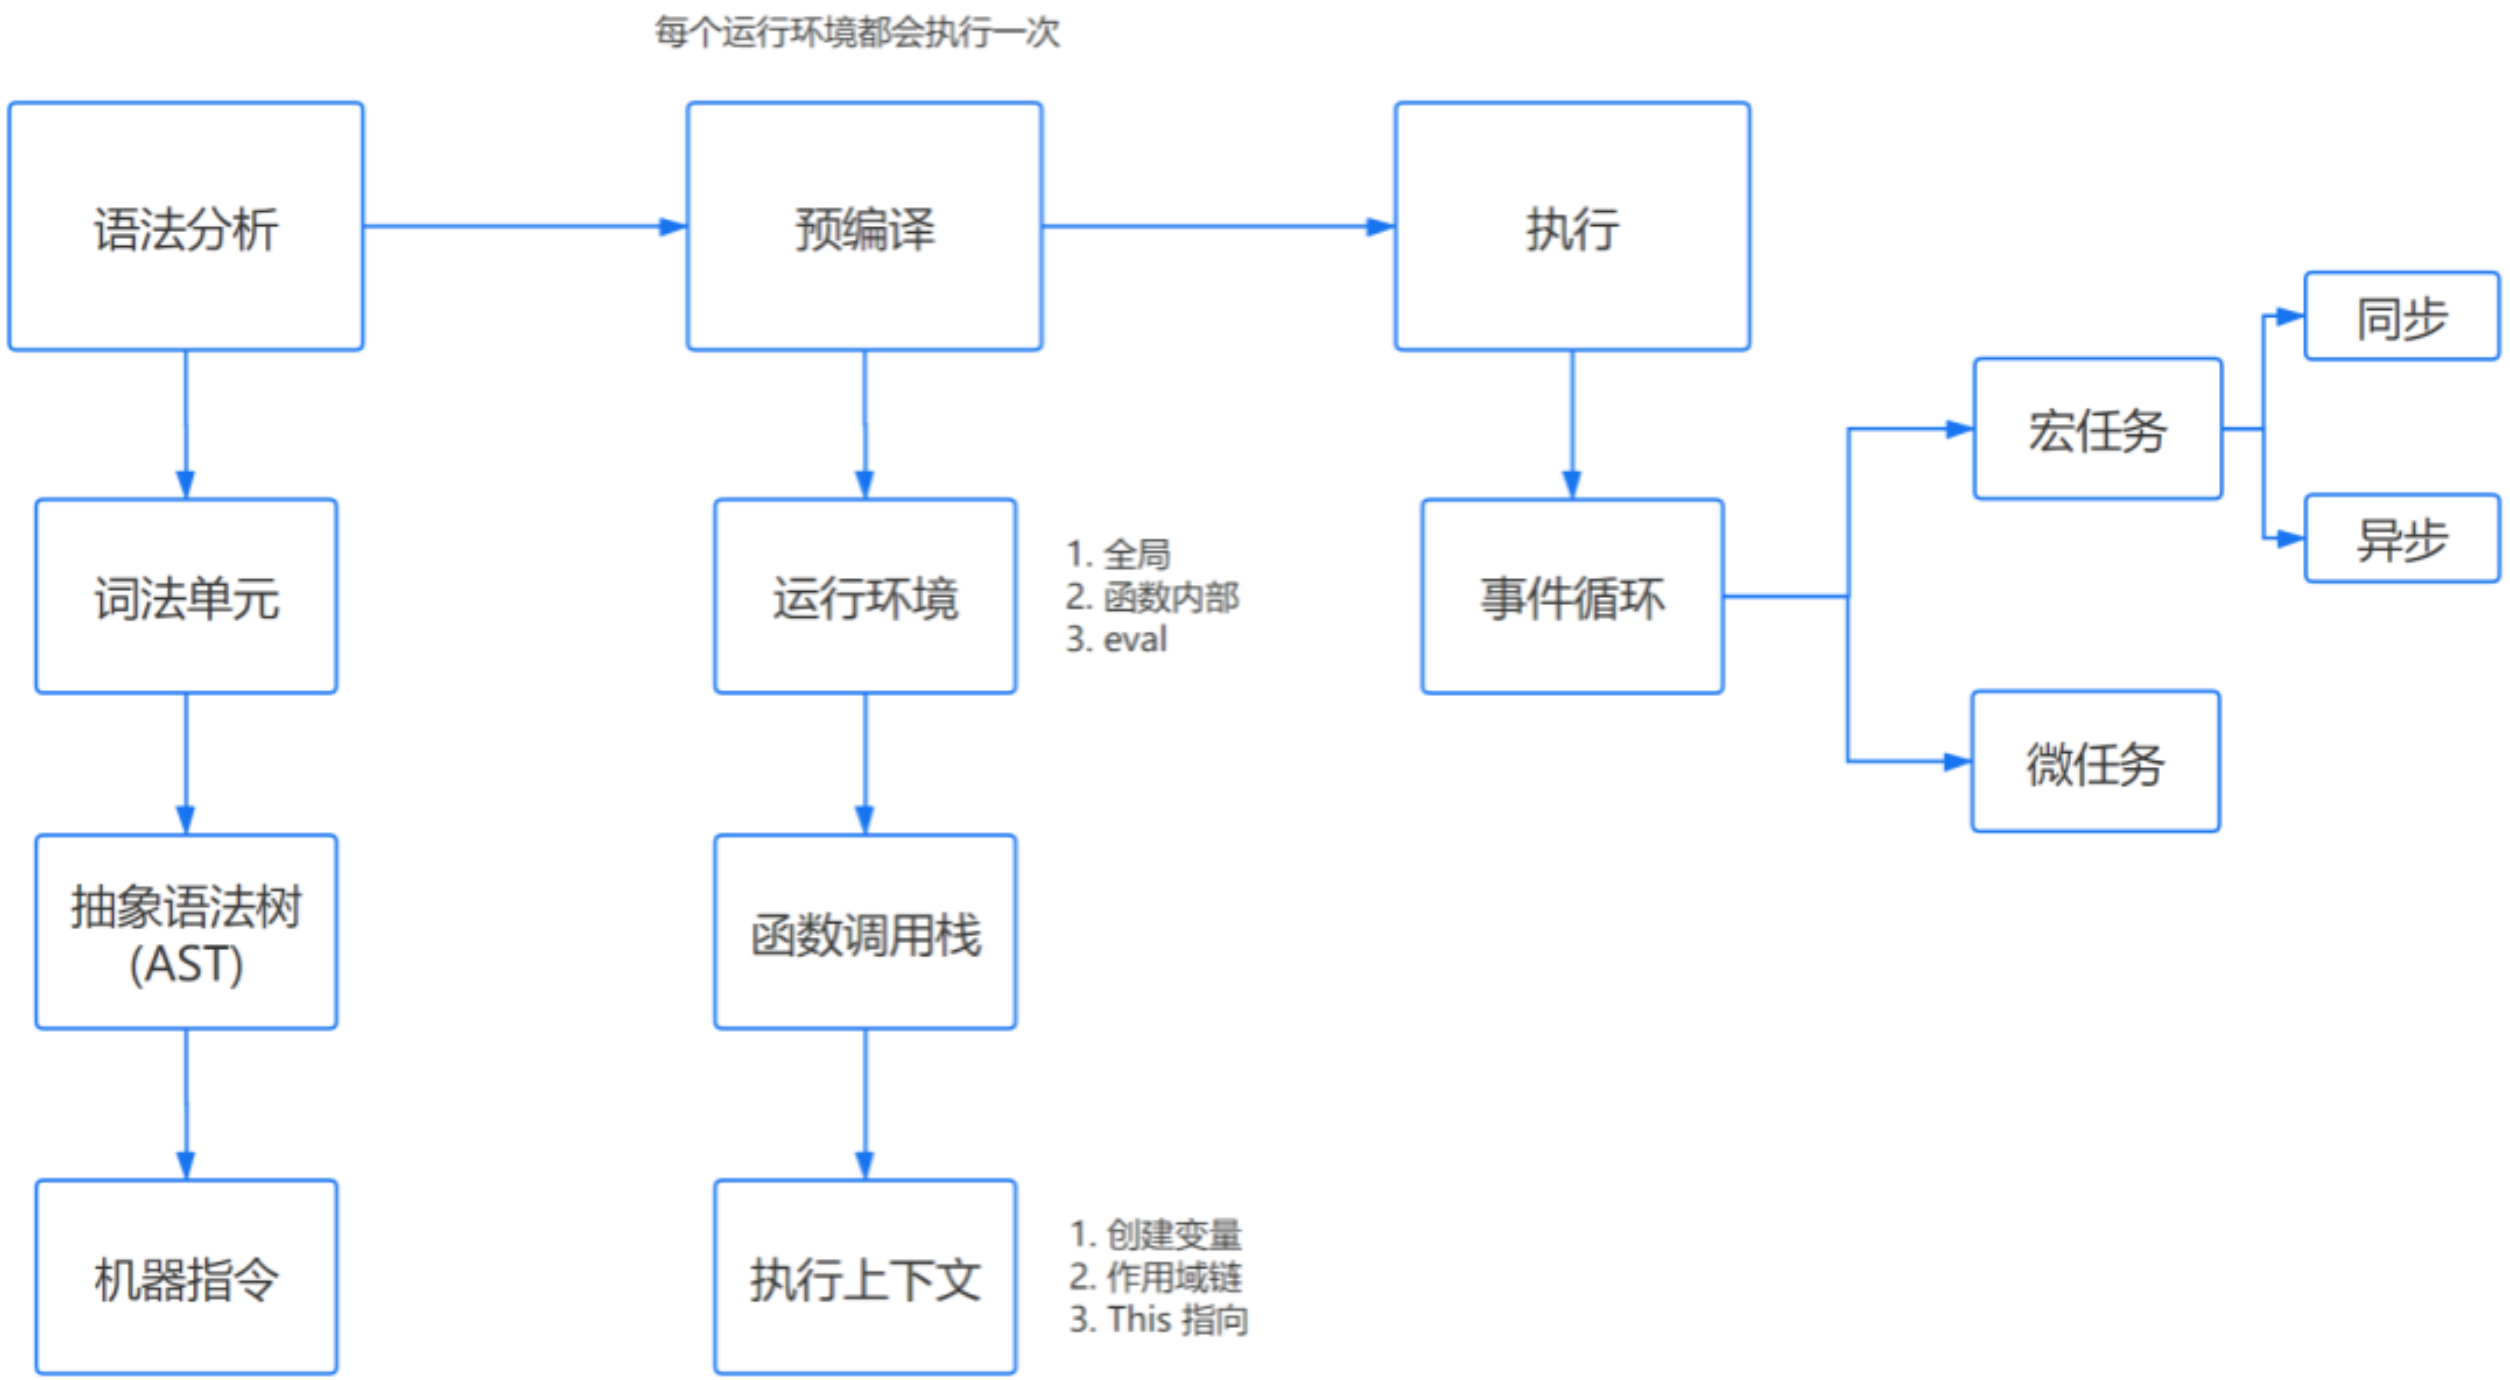 每个运行环境都会执行一次
语法分析
预编译
执行
同步
宏任务
异步
词法单元
运行环境
1. 全局
2. 函数内部
3. eval
事件循环
微任务
抽象语法树
(AST)
函数调用栈
机器指令
执行上下文
1. 创建变量
2. 作用域链
3. This 指向